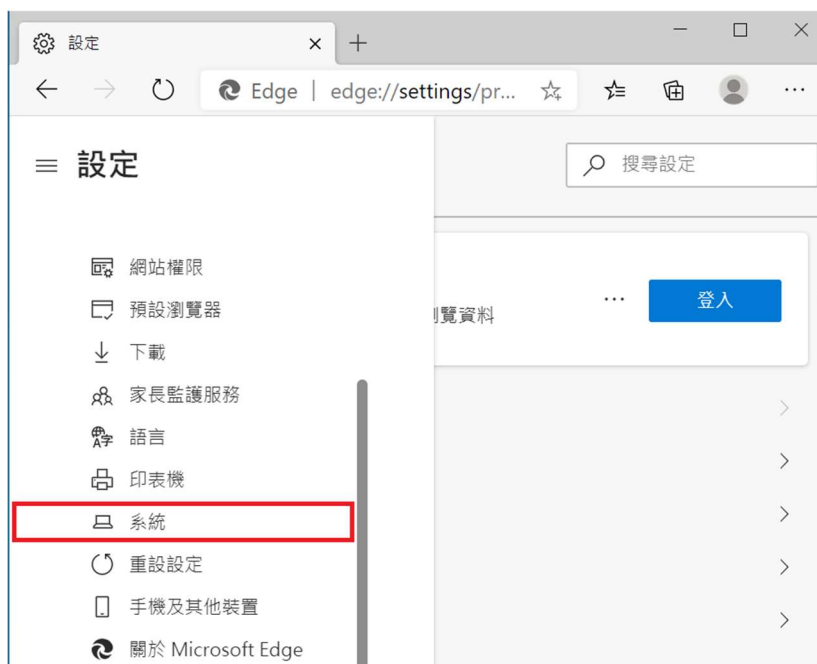 設定
Edge | edge://settings/pr...
設定
搜尋設定
網站權限
預設瀏覽器
登入
瀏覽資料
下載
家長監護服務
語言
印表機
系統
重設設定
手機及其他裝置
關於 Microsoft Edge